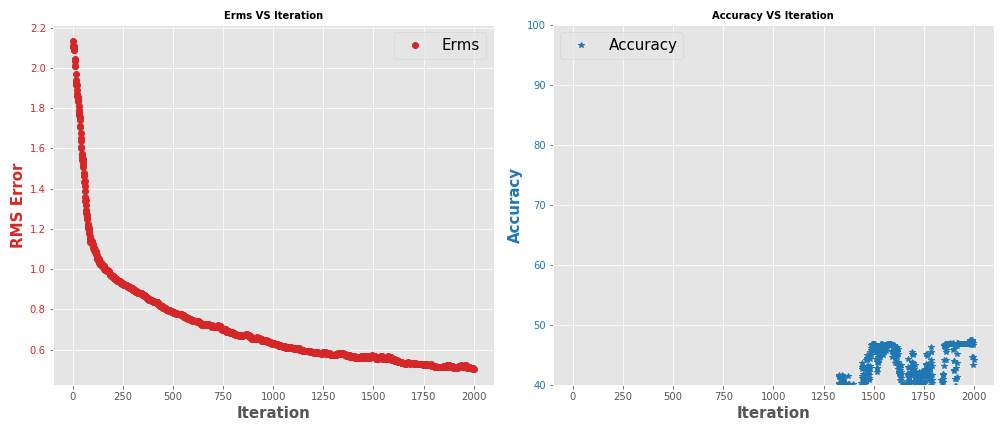 Erms VS Iteration
Erms
2.2
2.0
1.8
1.6
1.4
1.2
1.0
0.8
0.6
RMS Error
0 250 500 750 1000 1250 1500 1750 2000
Iteration
Accuracy VS Iteration
Accuracy
100
90
80
70
60
50
40
Accuracy
0 250 500 750 1000 1250 1500 1750 2000
Iteration